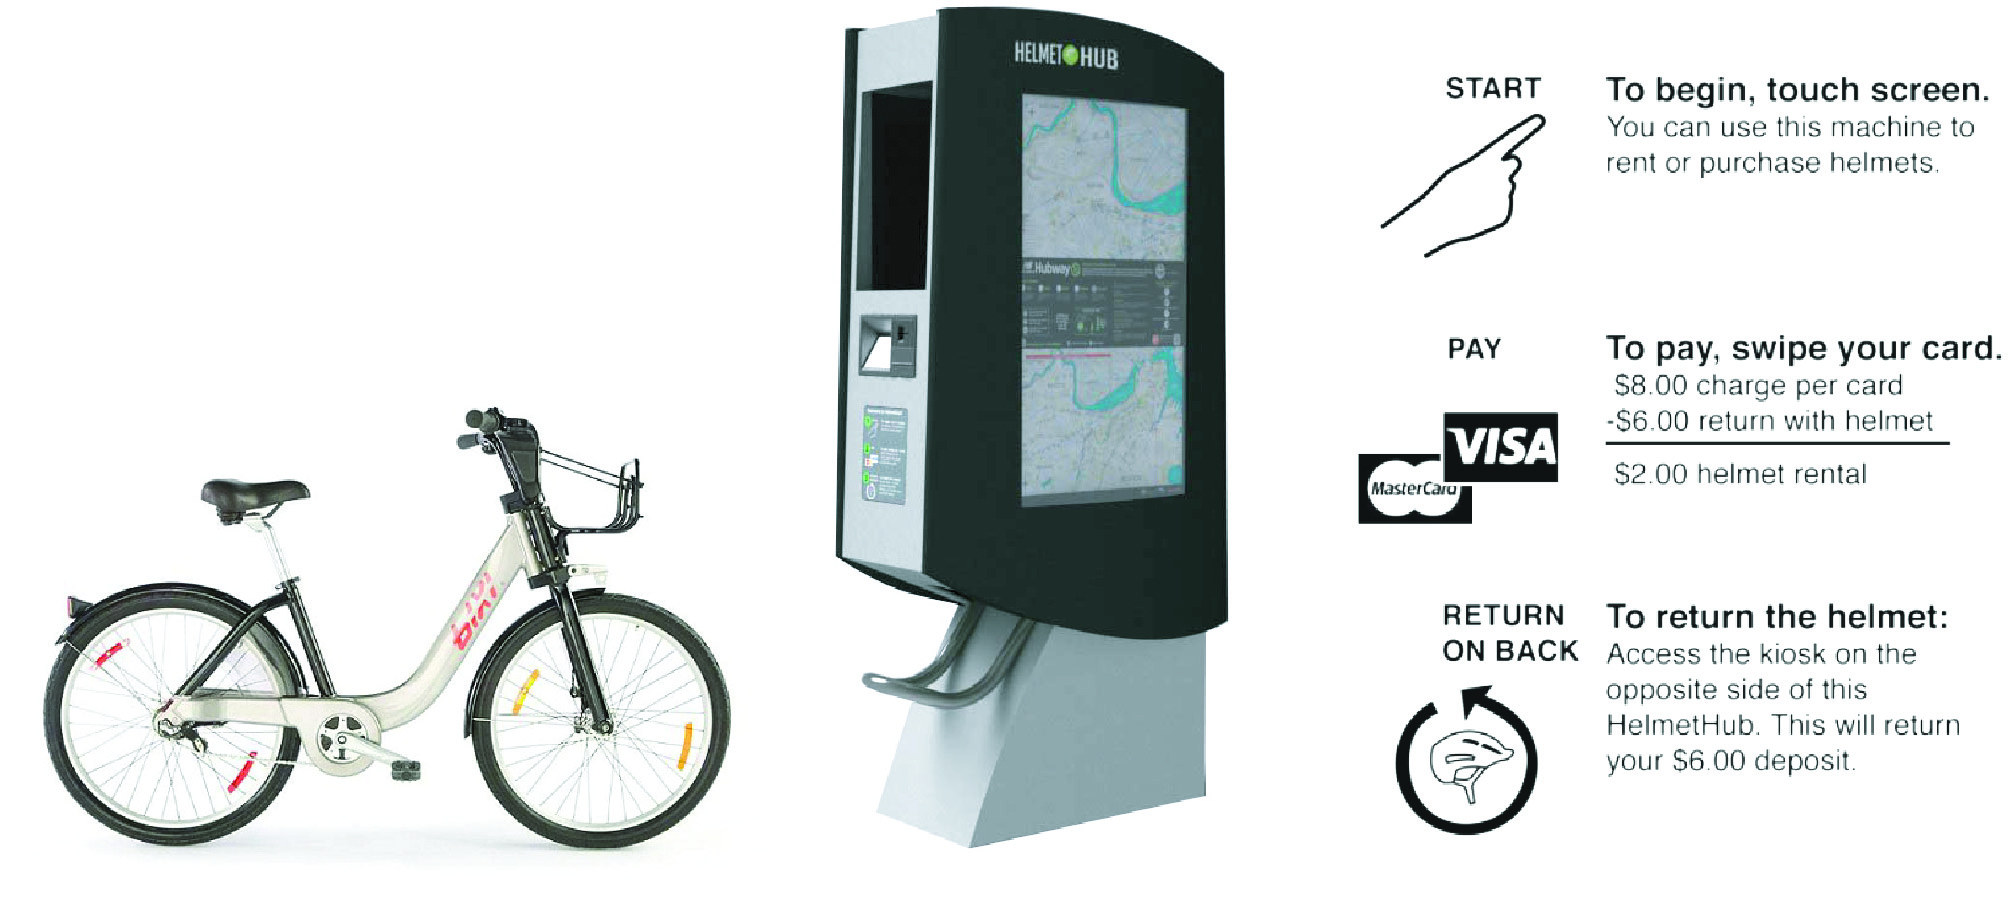 HELMET HUB
Hubway
bixi
START
To begin, touch screen.
You can use this machine to
rent or purchase helmets.
PAY
To pay, swipe your card.
$8.00 charge per card
-$6.00 return with helmet
$2.00 helmet rental
VISA
MasterCard
RETURN
ON BACK
To return the helmet:
Access the kiosk on the
opposite side of this
HelmetHub. This will return
your $6.00 deposit.